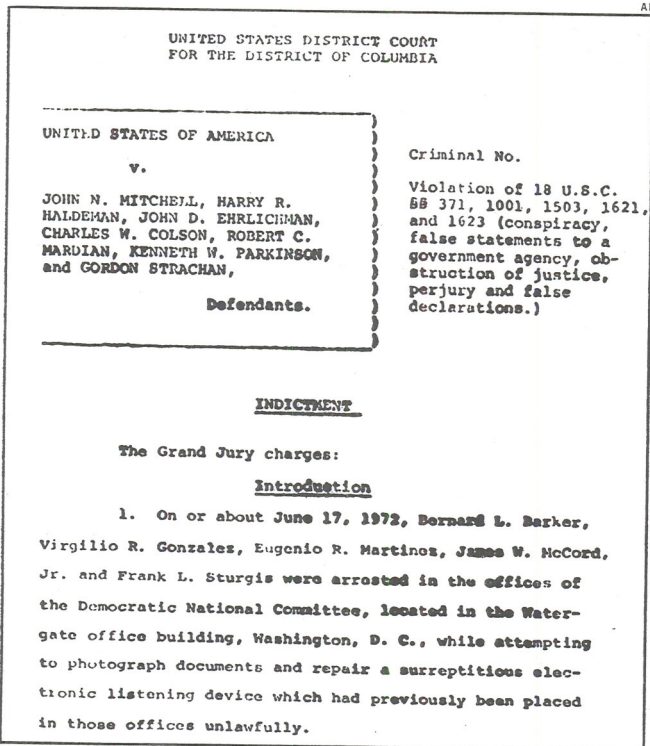 UNITED STATES DISTRICT COURT
FOR THE DISTRICT OF COLUMBIA
UNITED STATES OF AMERICA
v.
JOHN N. MITCHELL, HARRY R.
HALDEMAN, JOHN D. EHRLICHMAN,
CHARLES W. COLSON, ROBERT C.
MARDIAN, KENNETH W. PARKINSON,
and GORDON STRACHAN,
Defendants.
Criminal No.
Violation of 18 U.S.C.
§§ 371, 1001, 1503, 1621,
and 1623 (conspiracy,
false statements to a
government agency, ob-
struction of justice,
perjury and false
declarations.)
INDICTMENT
The Grand Jury charges:
Introduction
1. On or about June 17, 1972, Bernard L. Barker,
Virgilio R. Gonzales, Eugenio R. Martinez, James W. McCord,
Jr. and Frank L. Sturgis were arrested in the offices of
the Democratic National Committee, located in the Water-
gate office building, Washington, D. C., while attempting
to photograph documents and repair a surreptitious elec-
tronic listening device which had previously been placed
in those offices unlawfully.